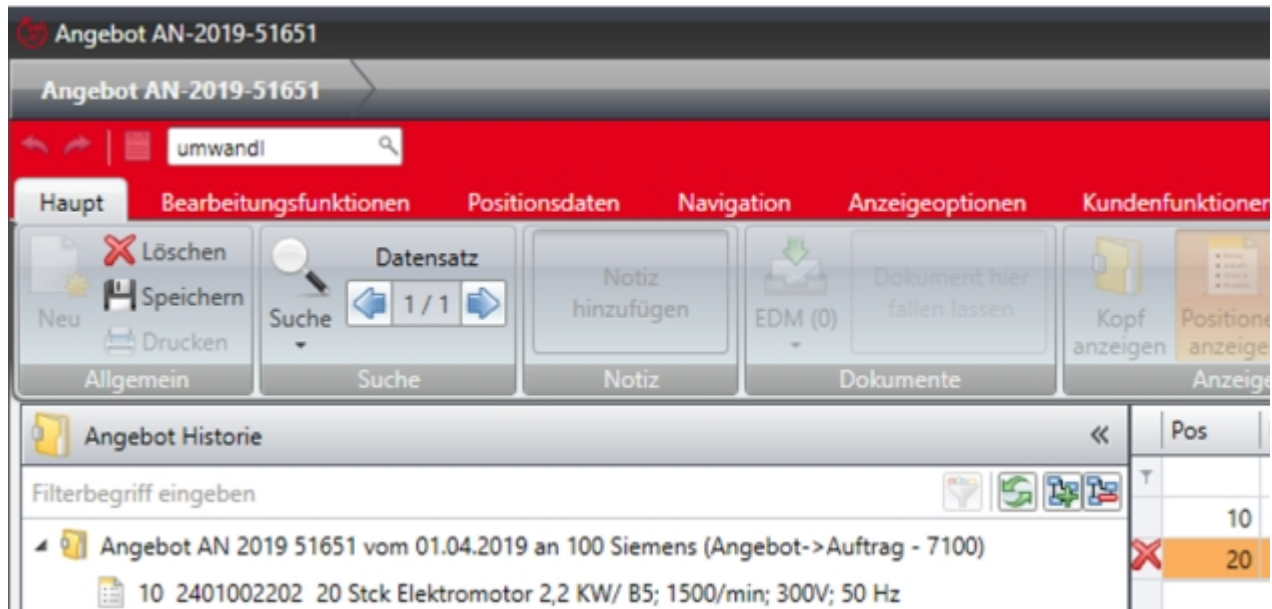 Angebot AN-2019-51651
Angebot AN-2019-51651
umwandl
Haupt Bearbeitungsfunktionen Positionsdaten Navigation Anzeigeoptionen Kundenfunktionen
Neu
Löschen
Speichern
Drucken
Allgemein
Suche
Datensatz
1 / 1
Suche
Notiz
hinzufügen
Notiz
EDM (0)
Dokument hier
fallen lassen
Dokumente
Kopf
anzeigen
Positione
anzeige
Anzeige
Angebot Historie
Filterbegriff eingeben
Angebot AN 2019 51651 vom 01.04.2019 an 100 Siemens (Angebot->Auftrag - 7100)
10 2401002202 20 Stck Elektromotor 2,2 KW/ B5; 1500/min; 300V; 50 Hz
Pos
10
20